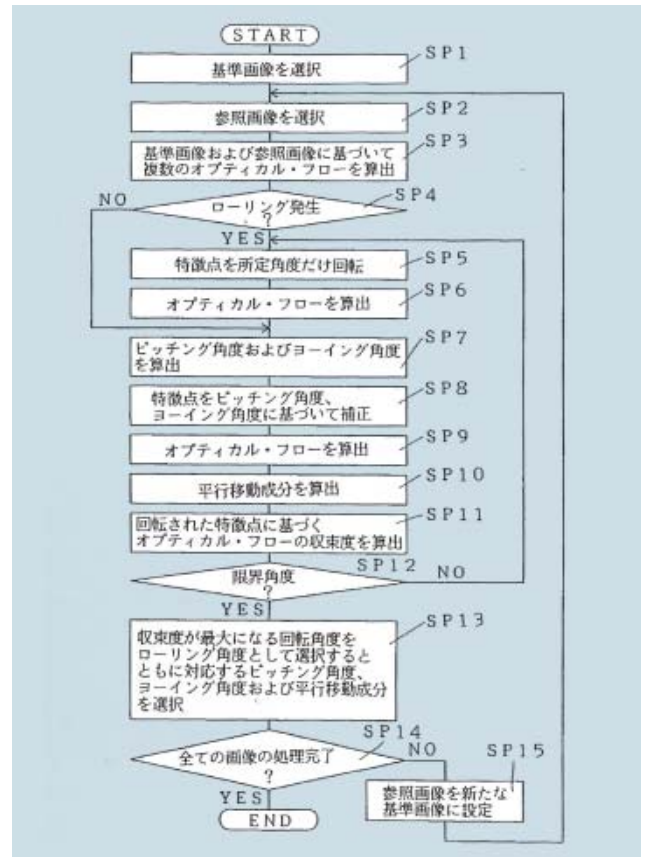 START
SP1
基準画像を選択
SP2
参照画像を選択
SP3
基準画像および参照画像に基づいて
複数のオプティカル・フローを算出
SP4
NO
ローリング発生
?
YES
SP5
特徴点を所定角度だけ回転
SP6
オプティカル・フローを算出
SP7
ピッチング角度およびヨーイング角度
を算出
SP8
特徴点をピッチング角度、
ヨーイング角度に基づいて補正
SP9
オプティカル・フローを算出
SP10
平行移動成分を算出
SP11
回転された特徴点に基づく
オプティカル・フローの収束度を算出
SP12
NO
限界角度
?
YES
SP13
収束度が最大になる回転角度を
ローリング角度として選択すると
ともに対応するピッチング角度、
ヨーイング角度および平行移動成分
を選択
SP14
NO
SP15
全ての画像の処理完了
?
参照画像を新たな
基準画像に設定
YES
END